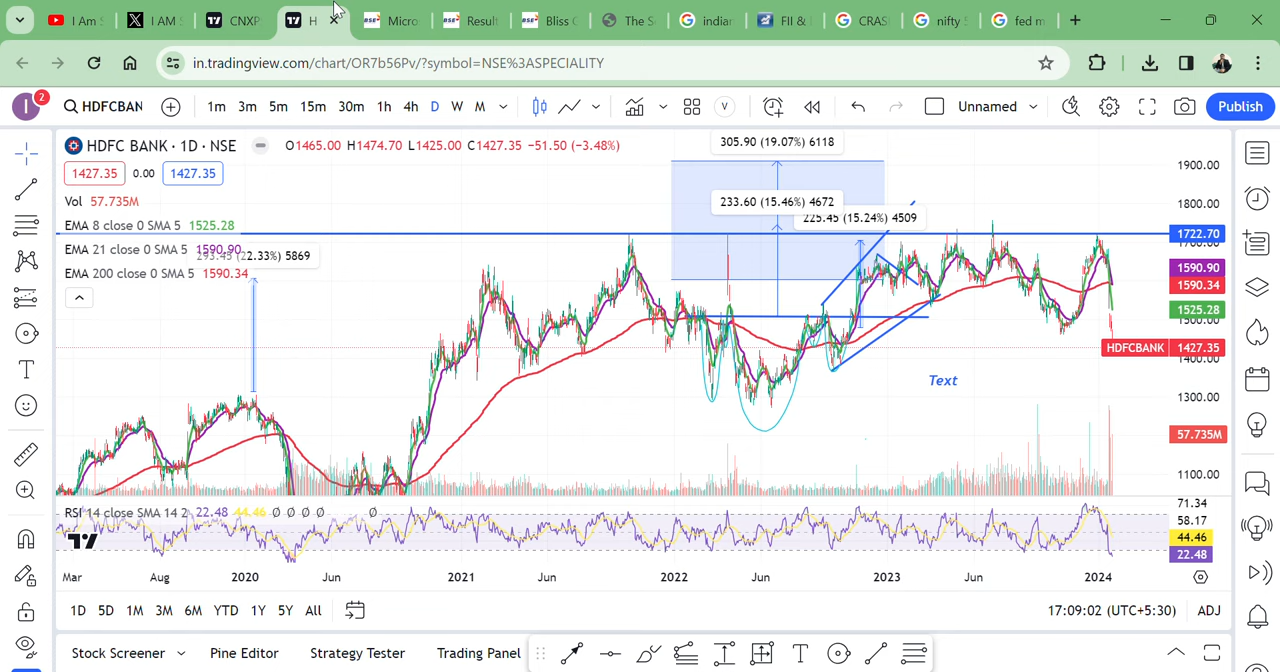 I Am S
I AM S
CNXP
H
Micro
Result
Bliss G
The S
indian
FII &
CRAS
nifty
fed m
in.tradingview.com/chart/OR7b56Pv/?symbol=NSE%3ASPECIALITY
I
2
HDFCBAN
1m 3m 5m 15m 30m 1h 4h D W M
V
Unnamed
Publish
HDFC BANK · 1D · NSE
O1465.00 H1474.70 L1425.00 C1427.35 −51.50 (−3.48%)
1427.35 0.00 1427.35
Vol 57.735M
EMA 8 close 0 SMA 5 1525.28
EMA 21 close 0 SMA 5 1590.90
(22.33%) 5869
EMA 200 close 0 SMA 5 1590.34
305.90 (19.07%) 6118
233.60 (15.46%) 4672
225.45 (15.24%) 4509
Text
1900.00
1800.00
1722.70
1590.90
1590.34
1525.28
HDFCBANK 1427.35
1300.00
57.735M
1100.00
RSI 14 close SMA 14 2 22.48 44.46 Ø Ø Ø Ø Ø
71.34
58.17
44.46
22.48
Mar Aug 2020 Jun 2021 Jun 2022 Jun 2023 Jun 2024
1D 5D 1M 3M 6M YTD 1Y 5Y All
17:09:02 (UTC+5:30) ADJ
Stock Screener Pine Editor Strategy Tester Trading Panel